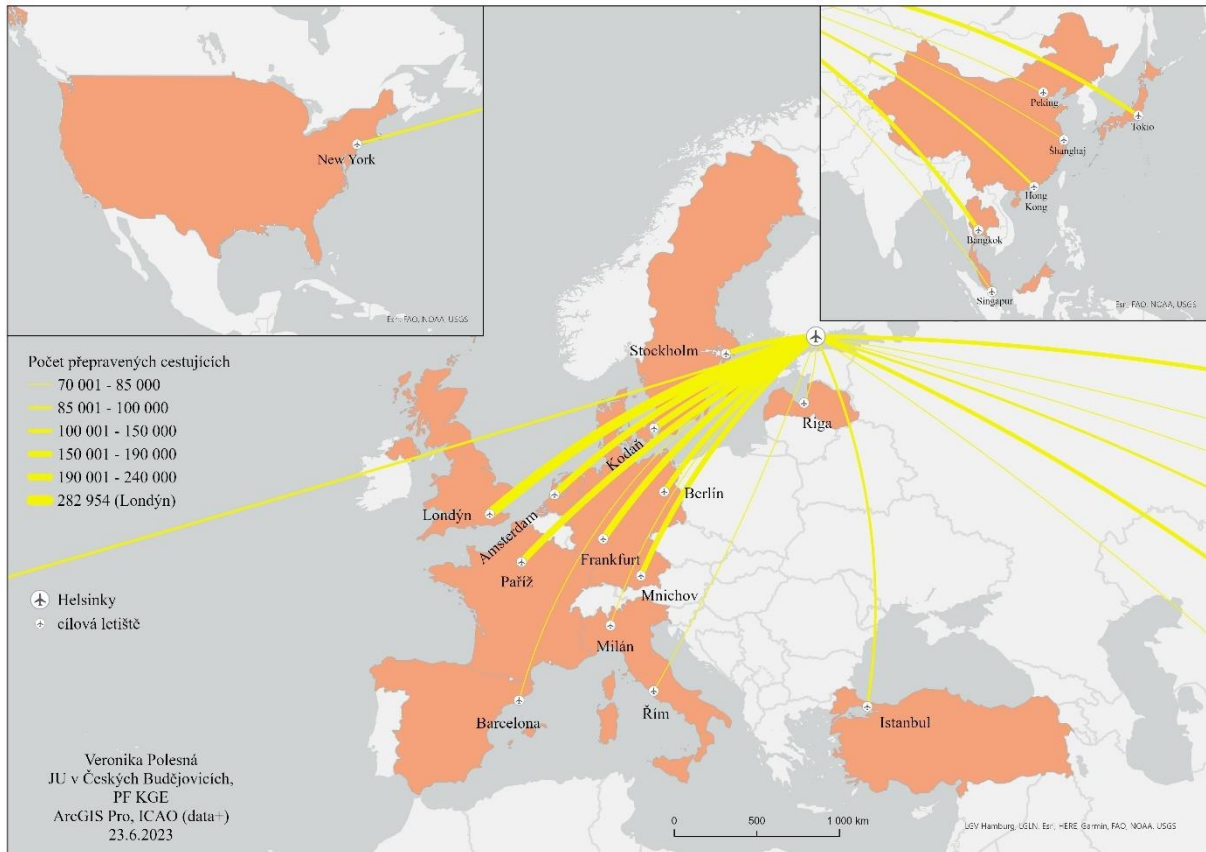 New York
Esri, FAO, NOAA, USGS
Peking
Tokio
Šanghaj
Hong
Kong
Bangkok
Singapur
Esri, FAO, NOAA, USGS
Počet přepravených cestujících
70 001 - 85 000
85 001 - 100 000
100 001 - 150 000
150 001 - 190 000
190 001 - 240 000
282 954 (Londýn)
Helsinky
cílová letiště
Stockholm
Riga
Kodaň
Berlín
Londýn
Amsterdam
Frankfurt
Paříž
Mnichov
Milán
Řím
Barcelona
Istanbul
Veronika Polesná
JU v Českých Budějovicích,
PF KGE
ArcGIS Pro, ICAO (data+)
23.6.2023
0 500 1 000 km
LGV Hamburg, LGLN, Esri, HERE, Garmin, FAO, NOAA, USGS